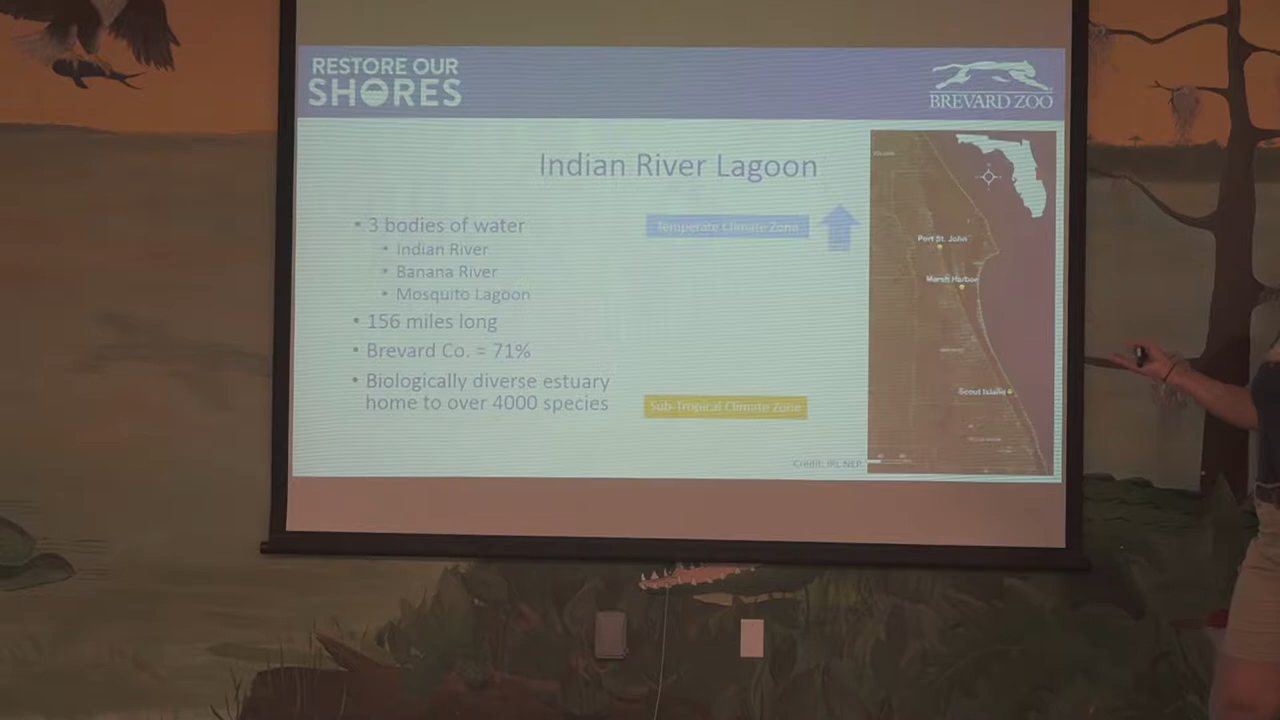 RESTORE OUR
SHORES
BREVARD ZOO
Indian River Lagoon
• 3 bodies of water
• Indian River
• Banana River
• Mosquito Lagoon
• 156 miles long
• Brevard Co. = 71%
• Biologically diverse estuary
home to over 4000 species
Temperate Climate Zone
Sub-Tropical Climate Zone
Port St. John
Marsh Harbor
Scout Island
Credit: IRL NEP